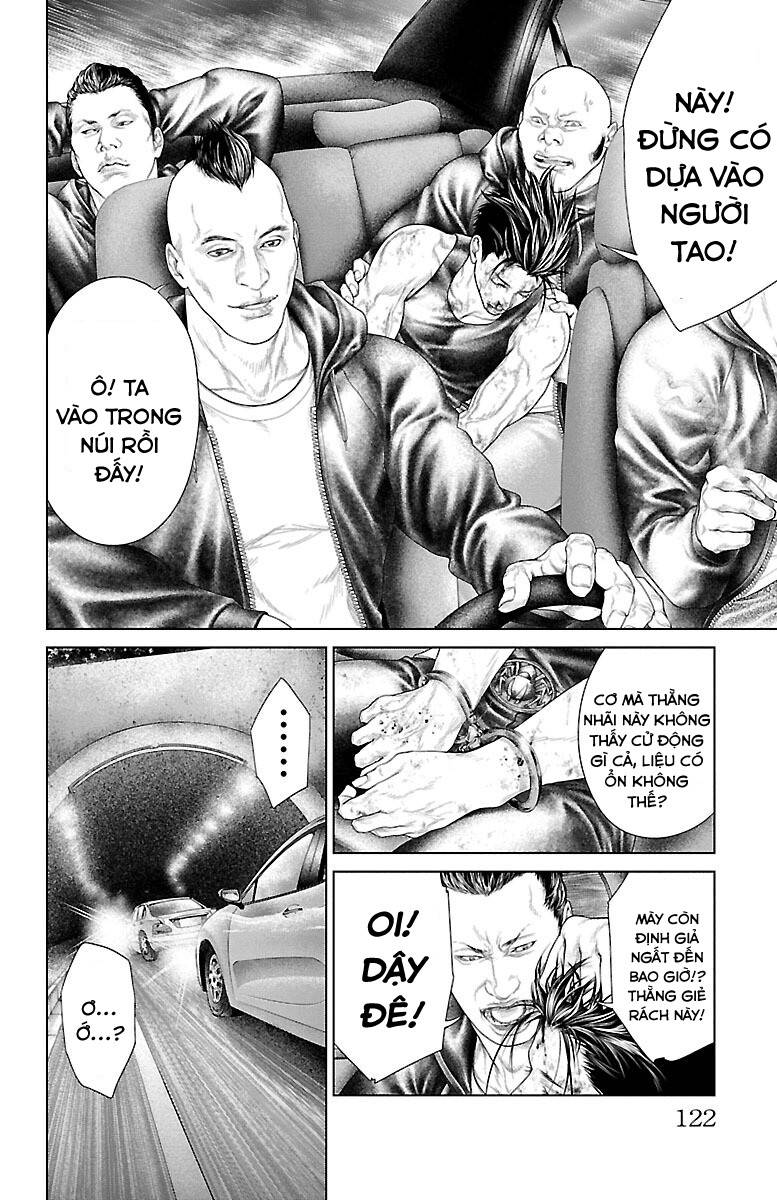 NÀY!
ĐỪNG CÓ
DỰA VÀO
NGƯỜI
TAO!
Ô! TA
VÀO TRONG
NÚI RỒI
ĐẤY!
CƠ MÀ THẰNG
NHÃI NÀY KHÔNG
THẤY CỬ ĐỘNG
GÌ CẢ, LIỆU CÓ
ỔN KHÔNG
THẾ?
MÀY CÒN
ĐỊNH GIẢ
NGẤT ĐẾN
BAO GIỜ!?
THẰNG GIẺ
RÁCH NÀY!
OI!
DẬY
ĐÊ!
......
Ơ...
Ớ...?
122